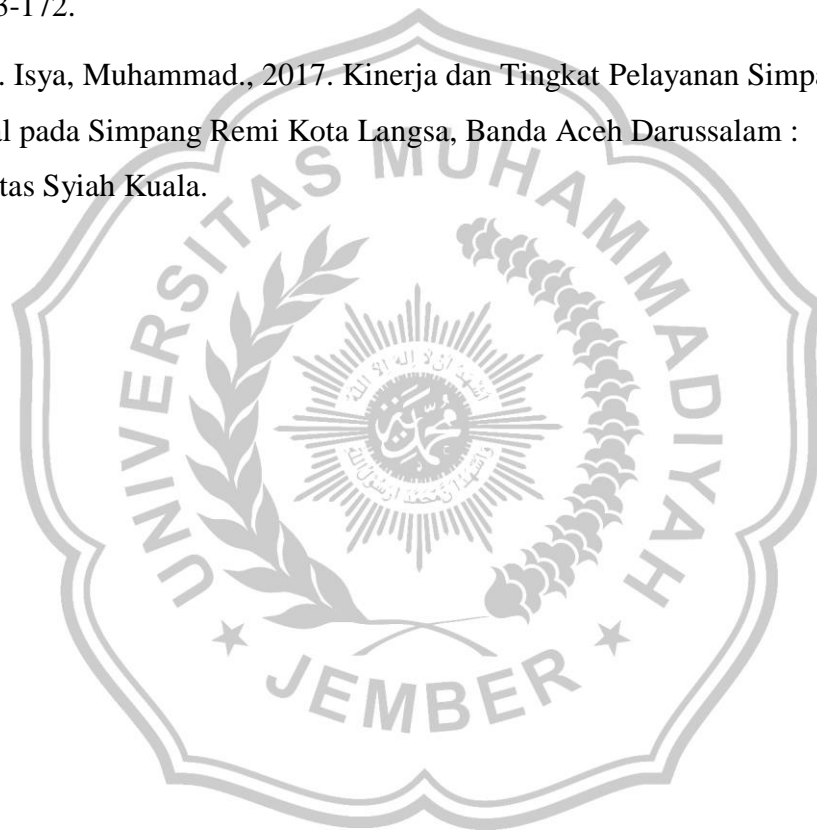 3-172.
. Isya, Muhammad., 2017. Kinerja dan Tingkat Pelayanan Simpa
al pada Simpang Remi Kota Langsa, Banda Aceh Darussalam :
tas Syiah Kuala.
UNIVERSITAS MUHAMMADIYAH
JEMBER